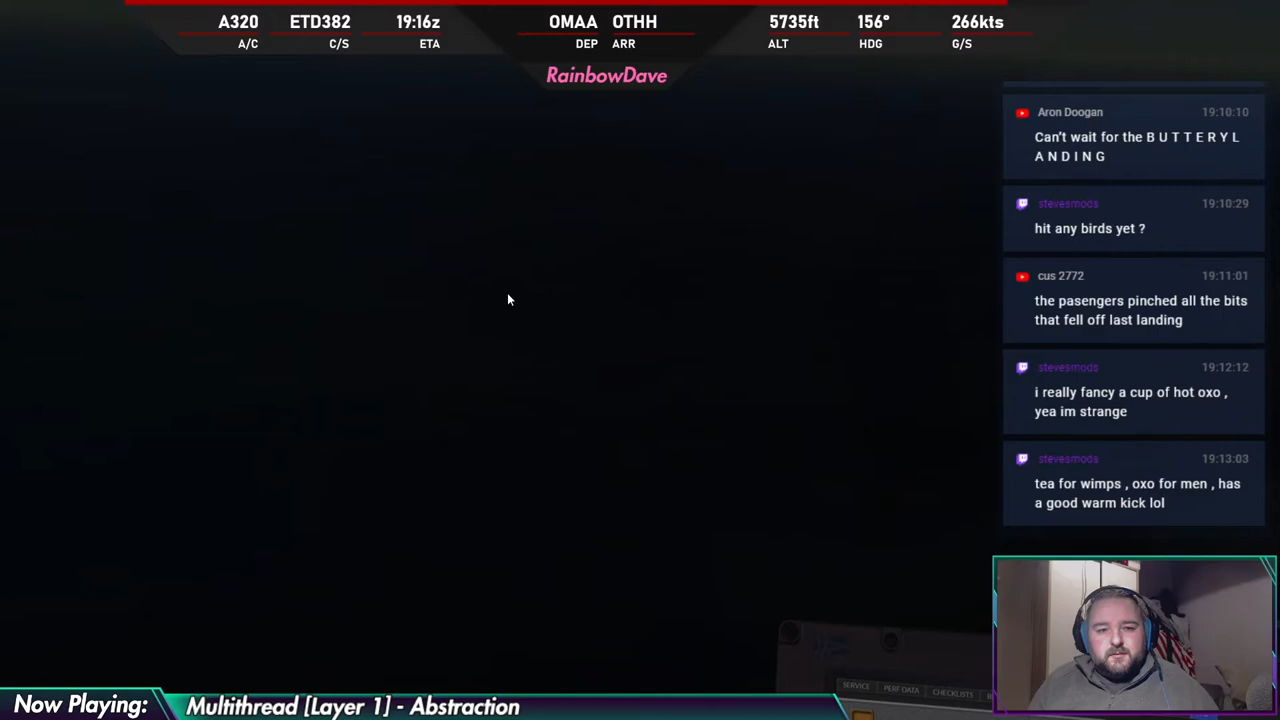 A320 ETD382 19:16z OMAA OTHH 5735ft 156° 266kts
A/C C/S ETA DEP ARR ALT HDG G/S
RainbowDave
Aron Doogan 19:10:10
Can't wait for the B U T T E R Y L
A N D I N G
stevesmods 19:10:29
hit any birds yet ?
cus 2772 19:11:01
the pasengers pinched all the bits
that fell off last landing
stevesmods 19:12:12
i really fancy a cup of hot oxo ,
yea im strange
stevesmods 19:13:03
tea for wimps , oxo for men , has
a good warm kick lol
SERVICE PERF DATA CHECKLISTS
Now Playing: Multithread [Layer 1] - Abstraction